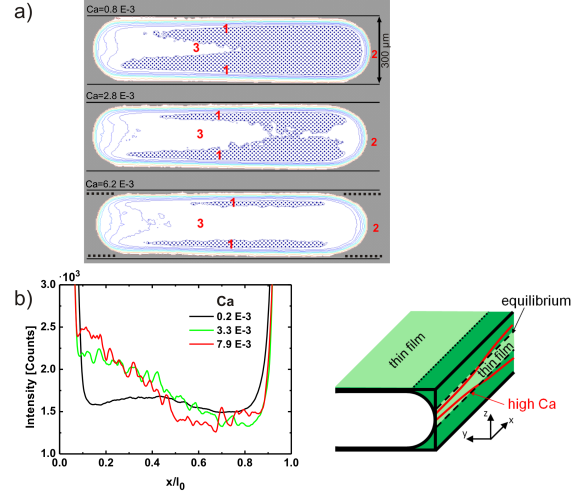 a)
Ca=0.8 E-3
1
3
2
1
300 µm
Ca=2.8 E-3
1
3
2
1
Ca=6.2 E-3
1
3
2
1
b)
x10³
3.0
2.5
2.0
1.5
1.0
Intensity [Counts]
Ca
0.2 E-3
3.3 E-3
7.9 E-3
0.0 0.2 0.4 0.6 0.8 1.0
x/l₀
equilibrium
thin film
thin film
high Ca
z
y
x